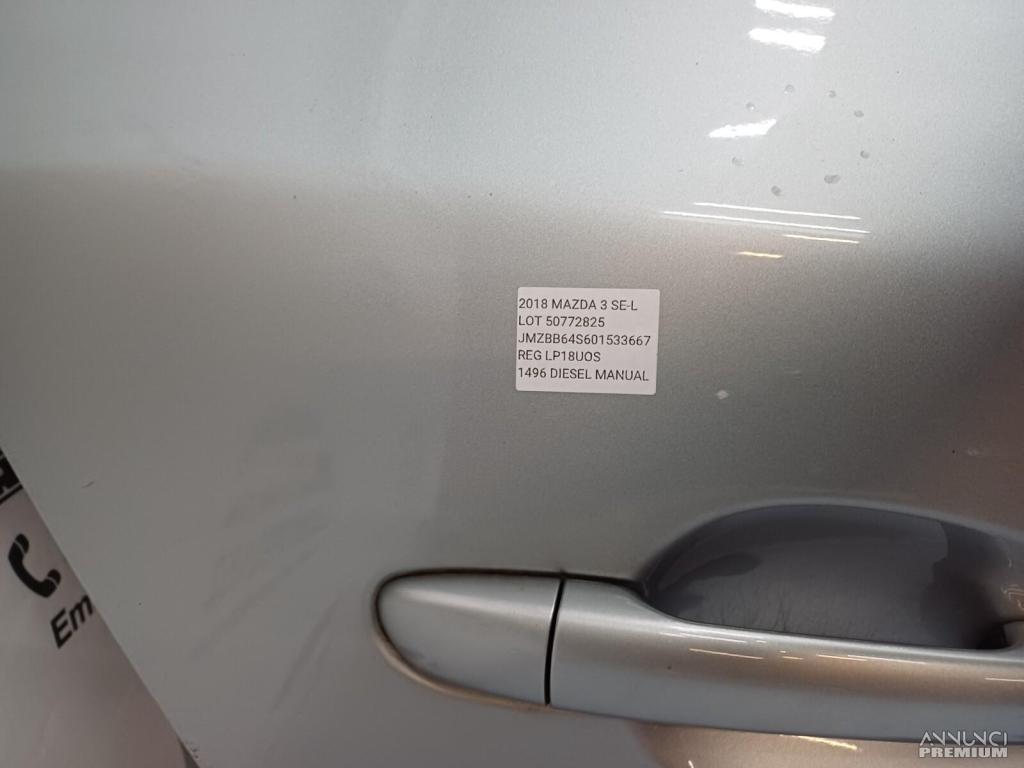 2018 MAZDA 3 SE-L
LOT 50772825
JMZBB64S601533667
REG LP18UOS
1496 DIESEL MANUAL
Em
ANNUNCI
PREMIUM